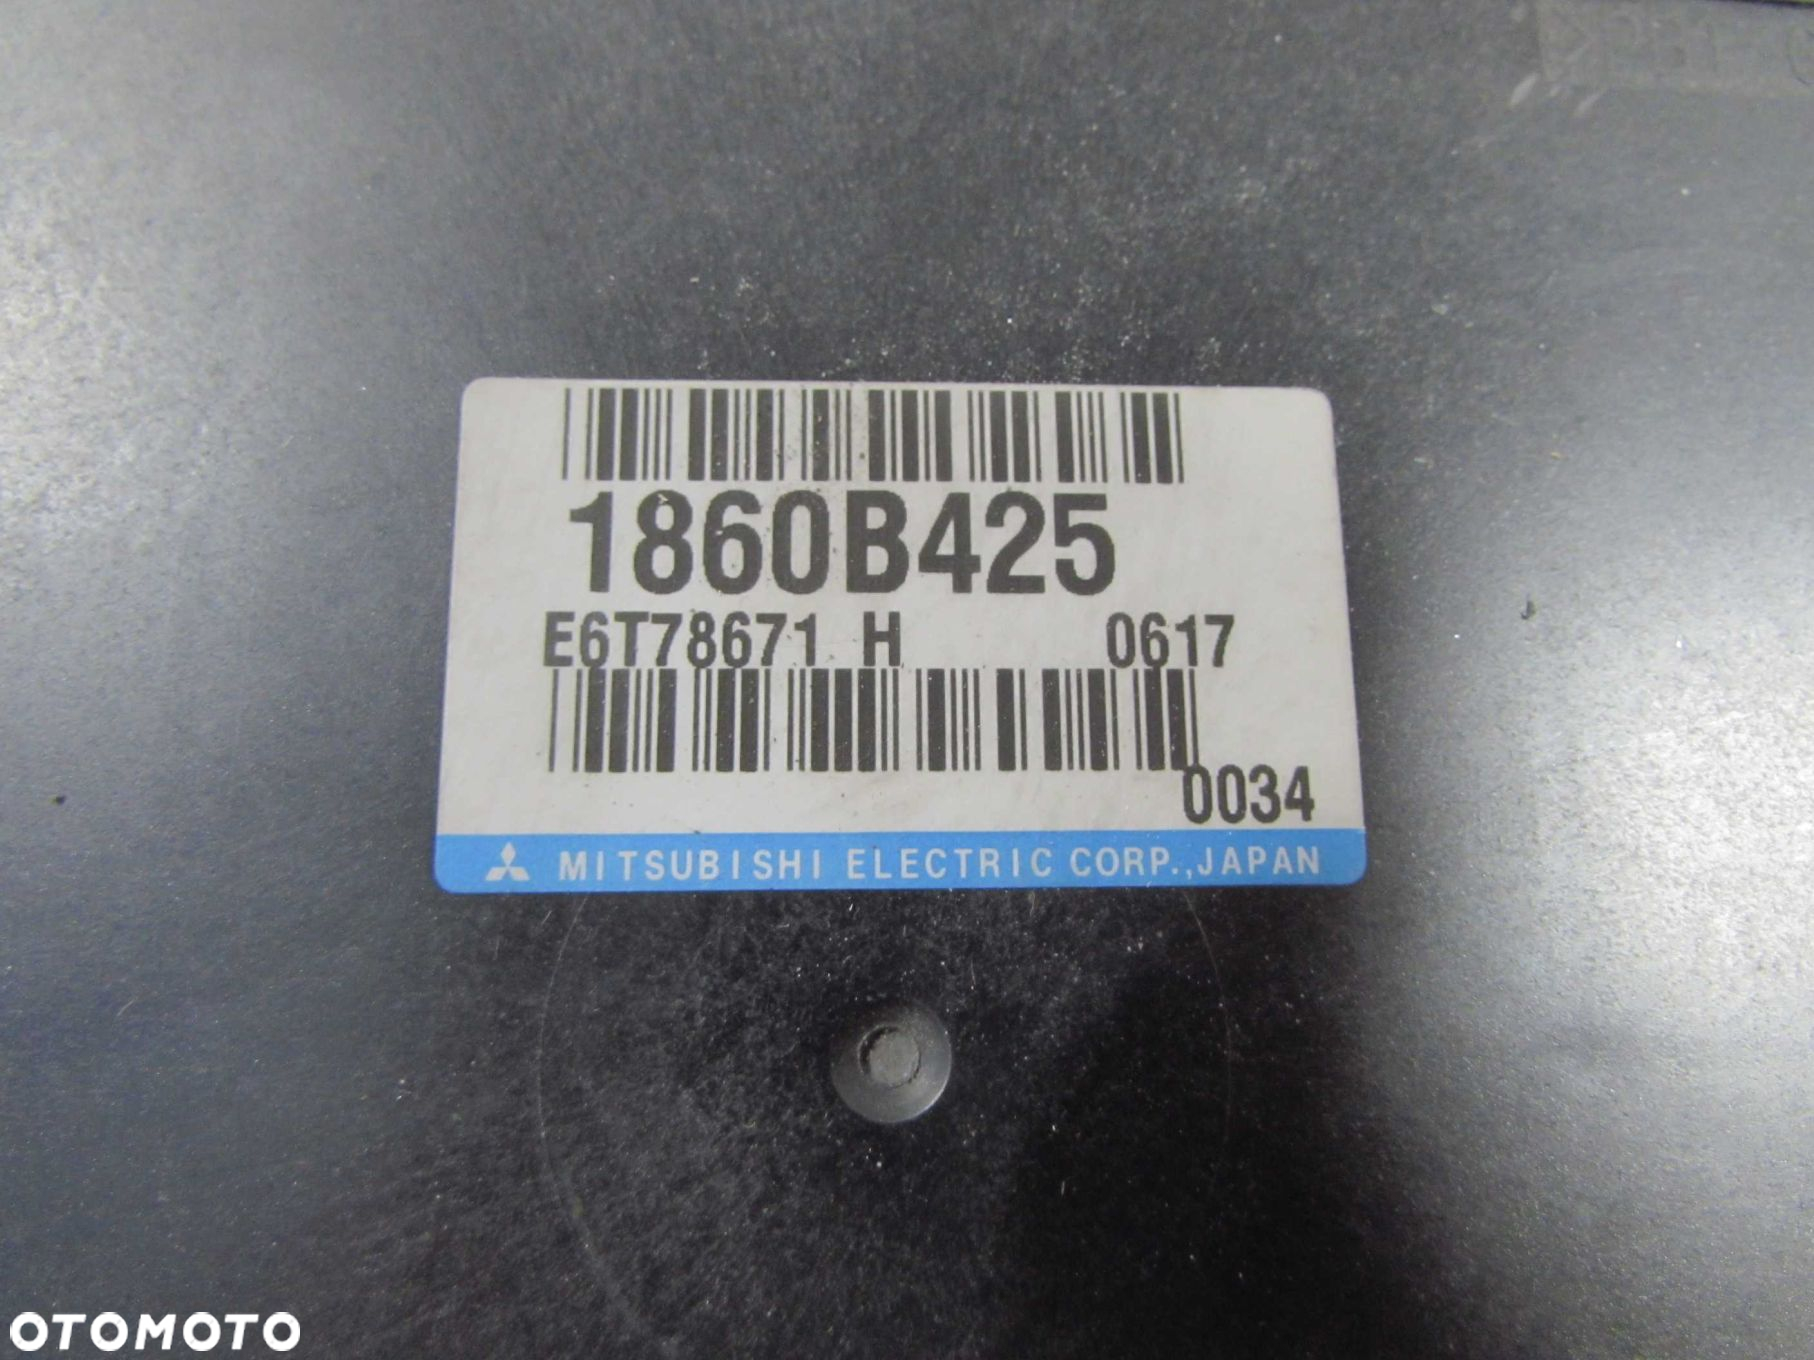 1860B425
E6T78671 H 0617
0034
MITSUBISHI ELECTRIC CORP.,JAPAN
OTOMOTO